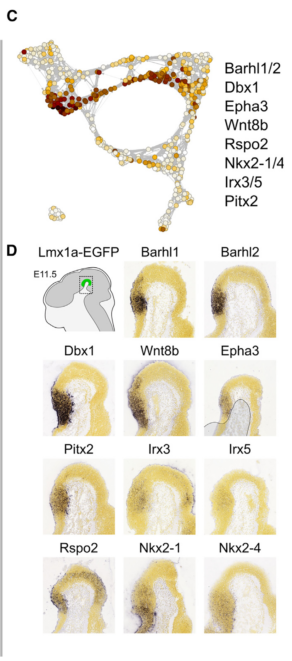 C
Barhl1/2
Dbx1
Epha3
Wnt8b
Rspo2
Nkx2-1/4
Irx3/5
Pitx2
D
Lmx1a-EGFP Barhl1 Barhl2
E11.5
Dbx1 Wnt8b Epha3
Pitx2 Irx3 Irx5
Rspo2 Nkx2-1 Nkx2-4